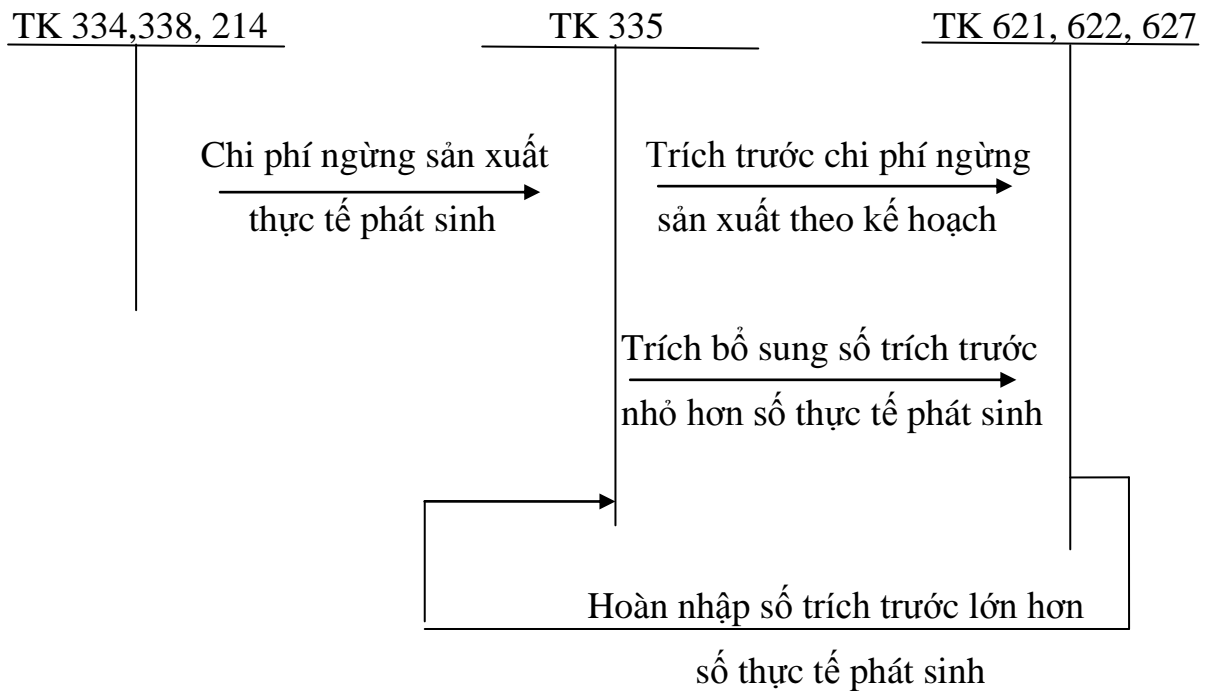 TK 334,338, 214
TK 335
TK 621, 622, 627
Chi phí ngừng sản xuất
thực tế phát sinh
Trích trước chi phí ngừng
sản xuất theo kế hoạch
Trích bổ sung số trích trước
nhỏ hơn số thực tế phát sinh
Hoàn nhập số trích trước lớn hơn
số thực tế phát sinh